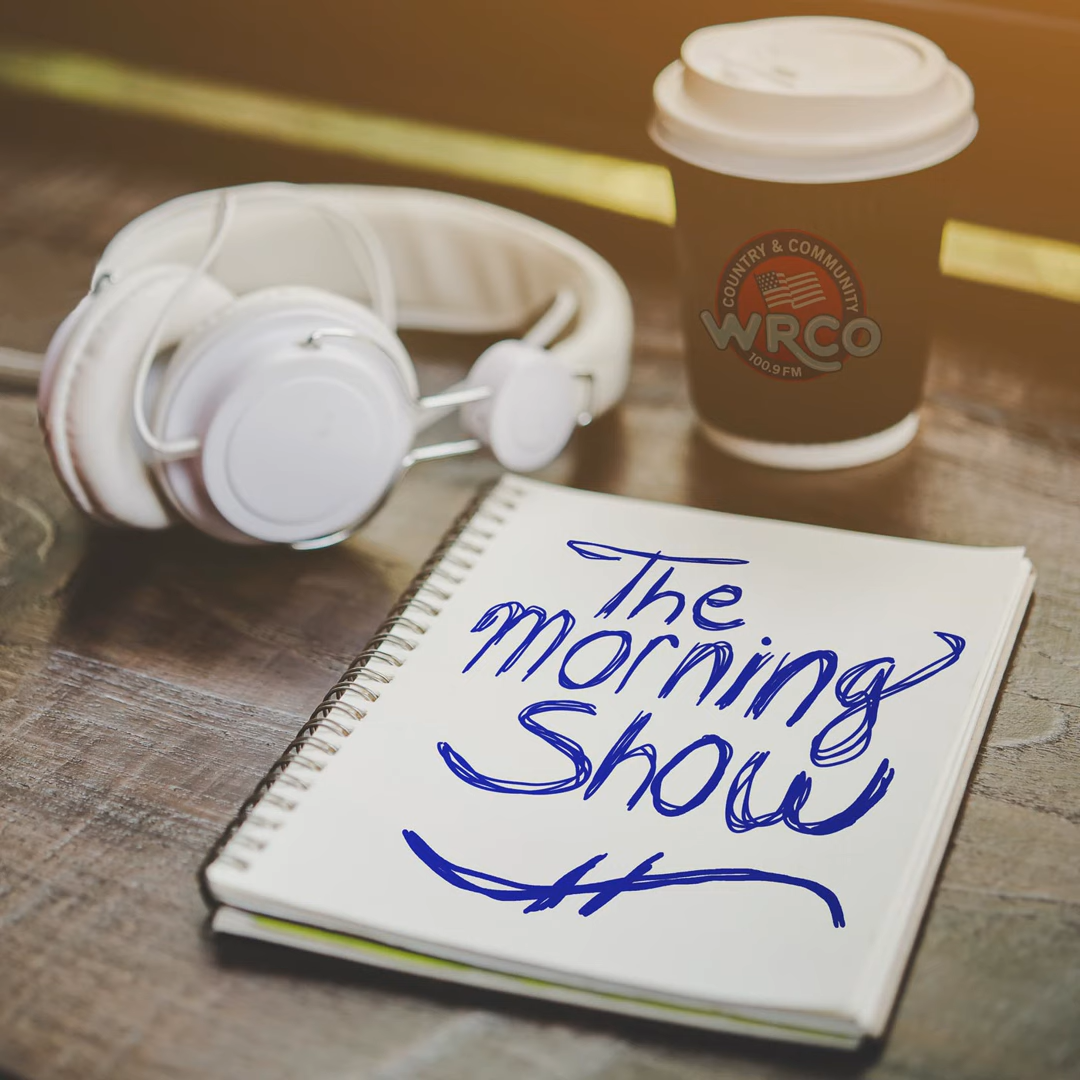 COUNTRY & COMMUNITY
WRCO
100.9 FM
The
morning
Show